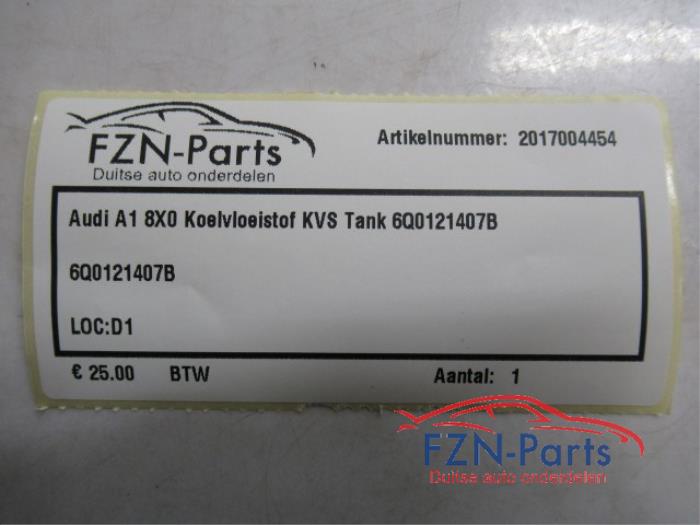 FZN-Parts
Duitse auto onderdelen
Artikelnummer: 2017004454
Audi A1 8X0 Koelvloeistof KVS Tank 6Q0121407B
6Q0121407B
LOC:D1
€ 25.00 BTW Aantal: 1
FZN-Parts
Duitse auto onderdelen